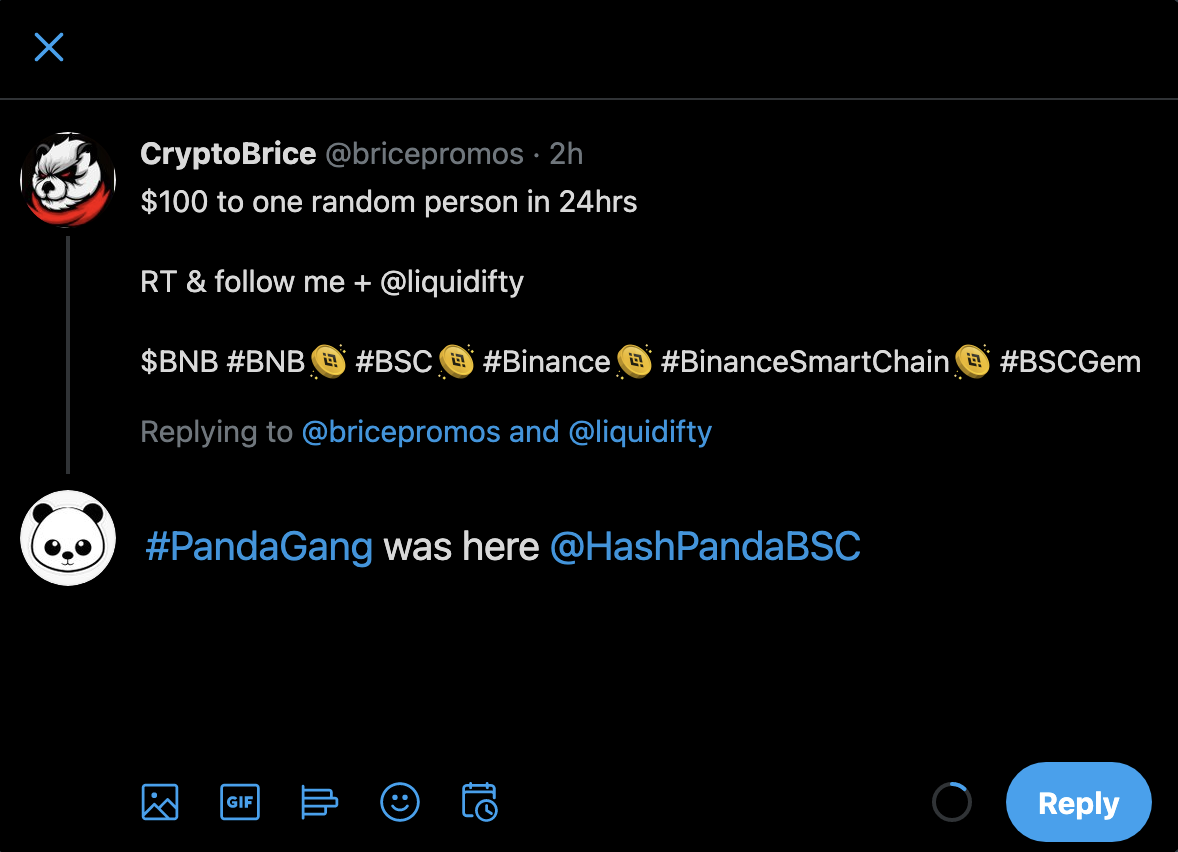 CryptoBrice @bricepromos · 2h
$100 to one random person in 24hrs
RT & follow me + @liquidifty
$BNB #BNB #BSC #Binance #BinanceSmartChain #BSCGem
Replying to @bricepromos and @liquidifty
#PandaGang was here @HashPandaBSC
GIF
Reply